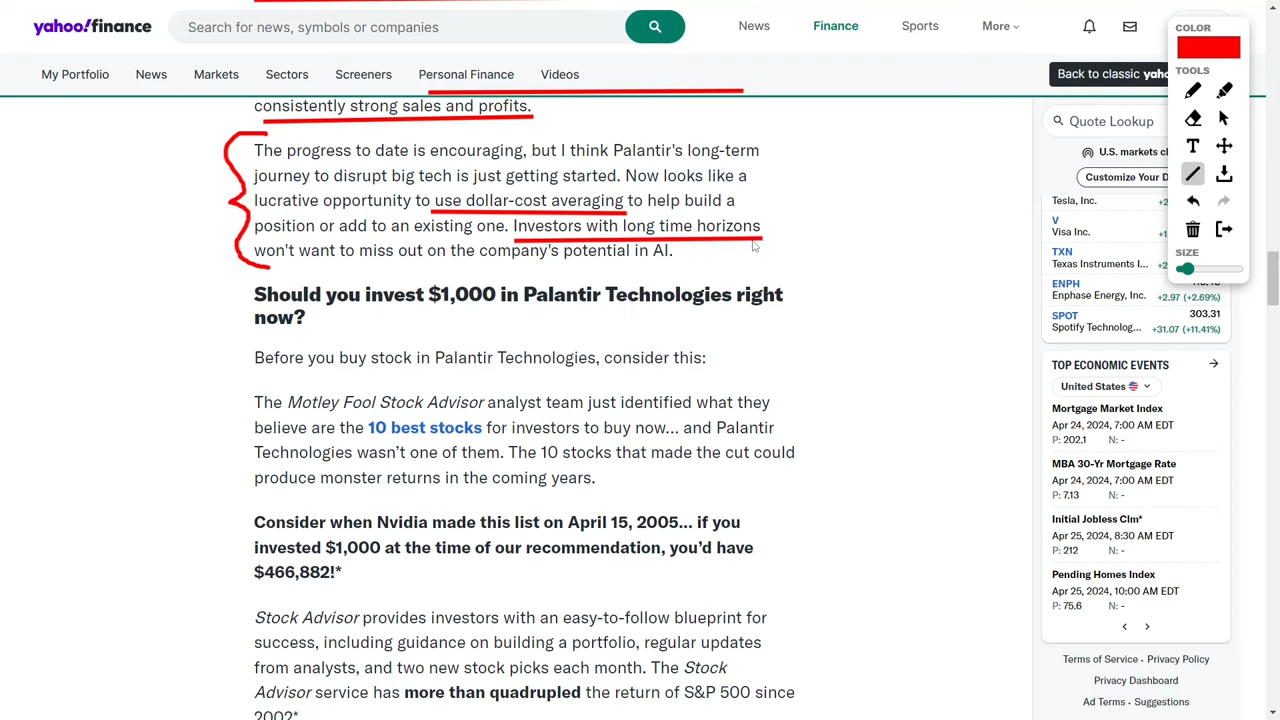 yahoo!finance
Search for news, symbols or companies
News
Finance
Sports
More
My Portfolio
News
Markets
Sectors
Screeners
Personal Finance
Videos
Back to classic
consistently strong sales and profits.
The progress to date is encouraging, but I think Palantir's long-term
journey to disrupt big tech is just getting started. Now looks like a
lucrative opportunity to use dollar-cost averaging to help build a
position or add to an existing one. Investors with long time horizons
won't want to miss out on the company's potential in AI.
Should you invest $1,000 in Palantir Technologies right
now?
Before you buy stock in Palantir Technologies, consider this:
The Motley Fool Stock Advisor analyst team just identified what they
believe are the 10 best stocks for investors to buy now... and Palantir
Technologies wasn’t one of them. The 10 stocks that made the cut could
produce monster returns in the coming years.
Consider when Nvidia made this list on April 15, 2005... if you
invested $1,000 at the time of our recommendation, you’d have
$466,882!*
Stock Advisor provides investors with an easy-to-follow blueprint for
success, including guidance on building a portfolio, regular updates
from analysts, and two new stock picks each month. The Stock
Advisor service has more than quadrupled the return of S&P 500 since
2002*.
COLOR
TOOLS
SIZE
Quote Lookup
U.S. markets cl
Customize Your D
Tesla, Inc.
V
Visa Inc.
TXN
Texas Instruments I...
ENPH
Enphase Energy, Inc. +2.97 (+2.69%)
SPOT 303.31
Spotify Technolog... +31.07 (+11.41%)
TOP ECONOMIC EVENTS
United States
Mortgage Market Index
Apr 24, 2024, 7:00 AM EDT
P: 202.1 N: -
MBA 30-Yr Mortgage Rate
Apr 24, 2024, 7:00 AM EDT
P: 7.13 N: -
Initial Jobless Clm*
Apr 25, 2024, 8:30 AM EDT
P: 212 N: -
Pending Homes Index
Apr 25, 2024, 10:00 AM EDT
P: 75.6 N: -
Terms of Service • Privacy Policy
Privacy Dashboard
Ad Terms • Suggestions